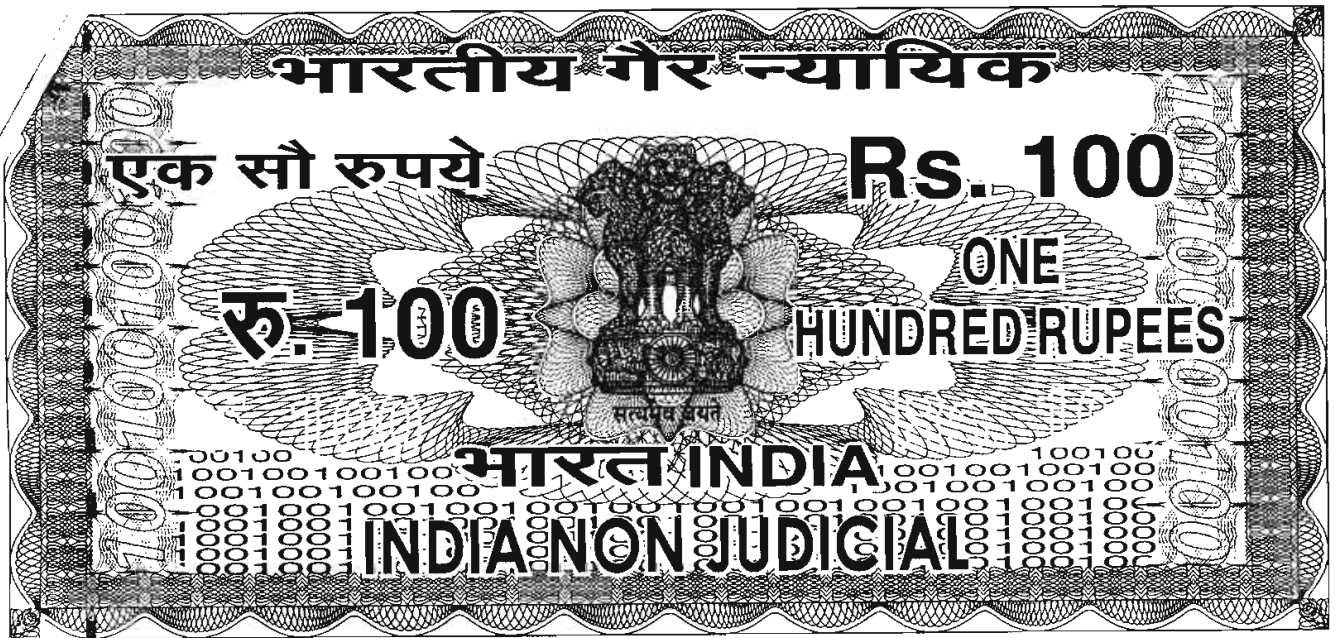 भारतीय गैर न्यायिक
एक सौ रुपये
Rs. 100
रु. 100
ONE
HUNDRED RUPEES
सत्यमेव जयते
भारत INDIA
INDIA NON JUDICIAL